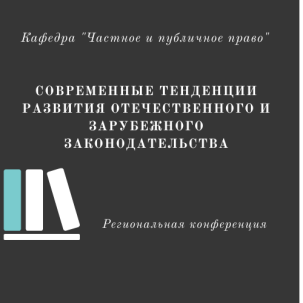 Кафедра "Частное и публичное право"
СОВРЕМЕННЫЕ ТЕНДЕНЦИИ
РАЗВИТИЯ ОТЕЧЕСТВЕННОГО И
ЗАРУБЕЖНОГО
ЗАКОНОДАТЕЛЬСТВА
Региональная конференция